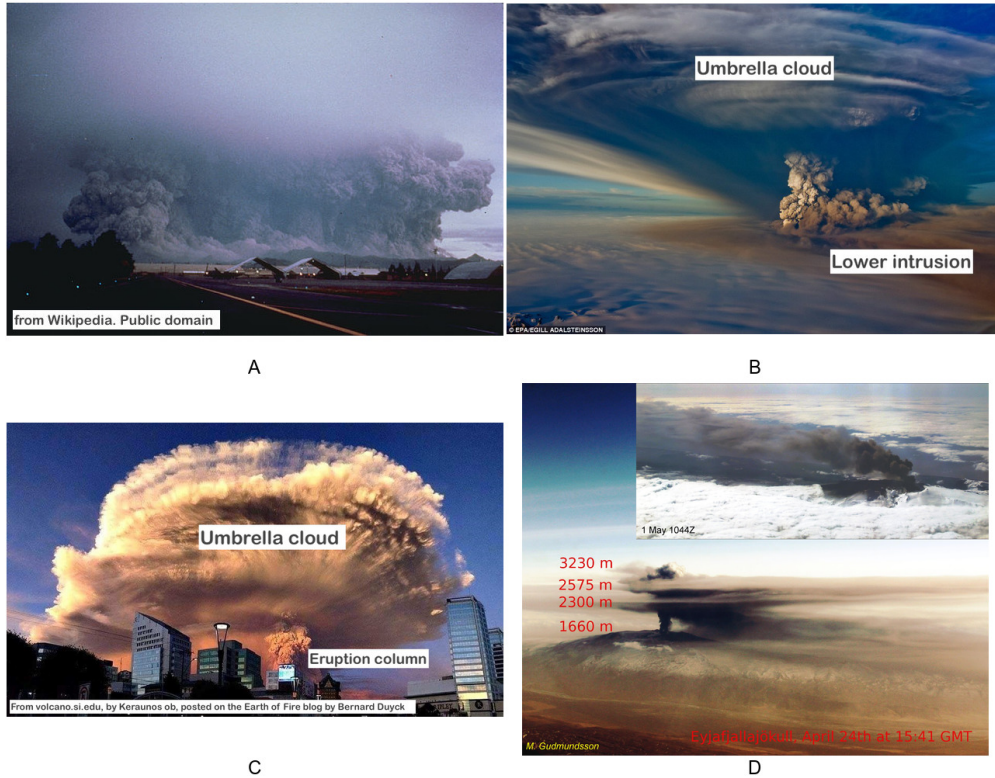 from Wikipedia. Public domain
A
Umbrella cloud
Lower intrusion
© EPA/EGILL ADALSTEINSSON
B
Umbrella cloud
Eruption column
From volcano.si.edu, by Keraunos ob, posted on the Earth of Fire blog by Bernard Duyck
C
1 May 1044Z
3230 m
2575 m
2300 m
1660 m
Eyjafjallajökull, April 24th at 15:41 GMT
M. Gudmundsson
D